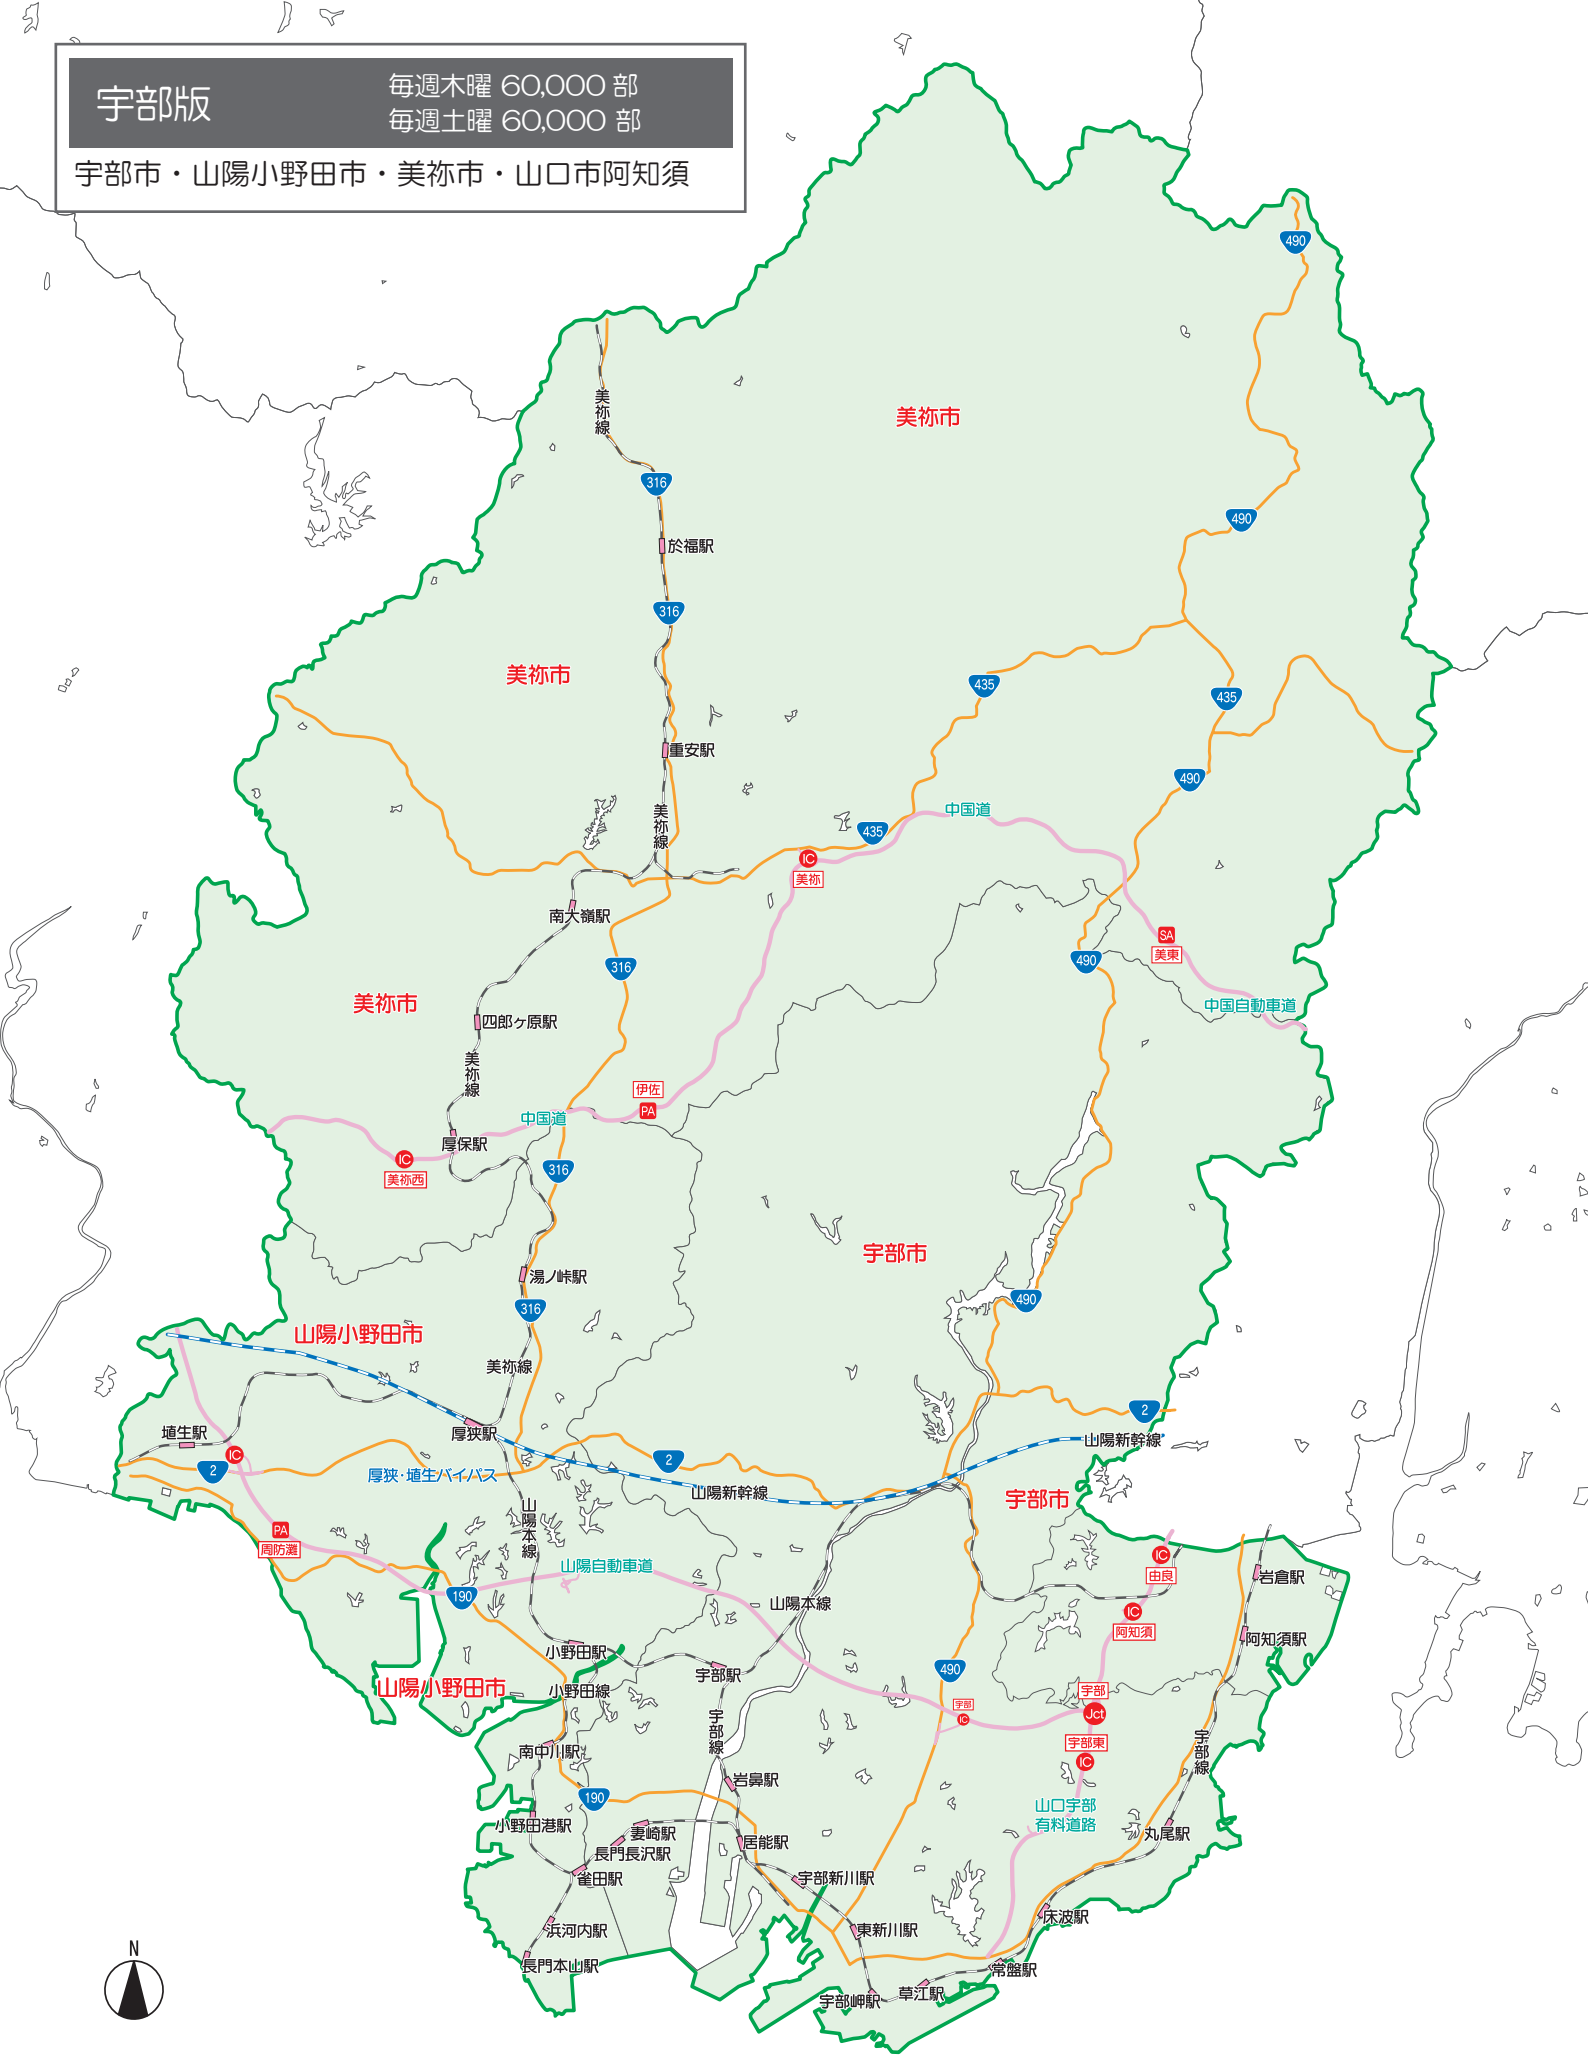 宇部版
毎週木曜 60,000 部
毎週土曜 60,000 部
宇部市・山陽小野田市・美祢市・山口市阿知須
490
美祢線
美祢市
316
490
於福駅
316
美祢市
435
435
重安駅
490
美祢線
中国道
435
IC
美祢
南大嶺駅
SA
美東
490
316
美祢市
中国自動車道
四郎ヶ原駅
美祢線
伊佐
PA
中国道
厚保駅
IC
美祢西
316
宇部市
湯ノ峠駅
490
316
山陽小野田市
美祢線
2
埴生駅
厚狭駅
山陽新幹線
IC
2
2
厚狭・埴生バイパス
山陽新幹線
宇部市
山陽本線
PA
周防灘
IC
由良
山陽自動車道
岩倉駅
190
山陽本線
IC
阿知須
阿知須駅
小野田駅
490
宇部駅
山陽小野田市
小野田線
宇部
宇部
IC
Jct
宇部線
宇部東
IC
宇部線
南中川駅
岩鼻駅
190
山口宇部
有料道路
小野田港駅
妻崎駅
丸尾駅
居能駅
長門長沢駅
雀田駅
宇部新川駅
床波駅
浜河内駅
東新川駅
長門本山駅
常盤駅
草江駅
宇部岬駅
N